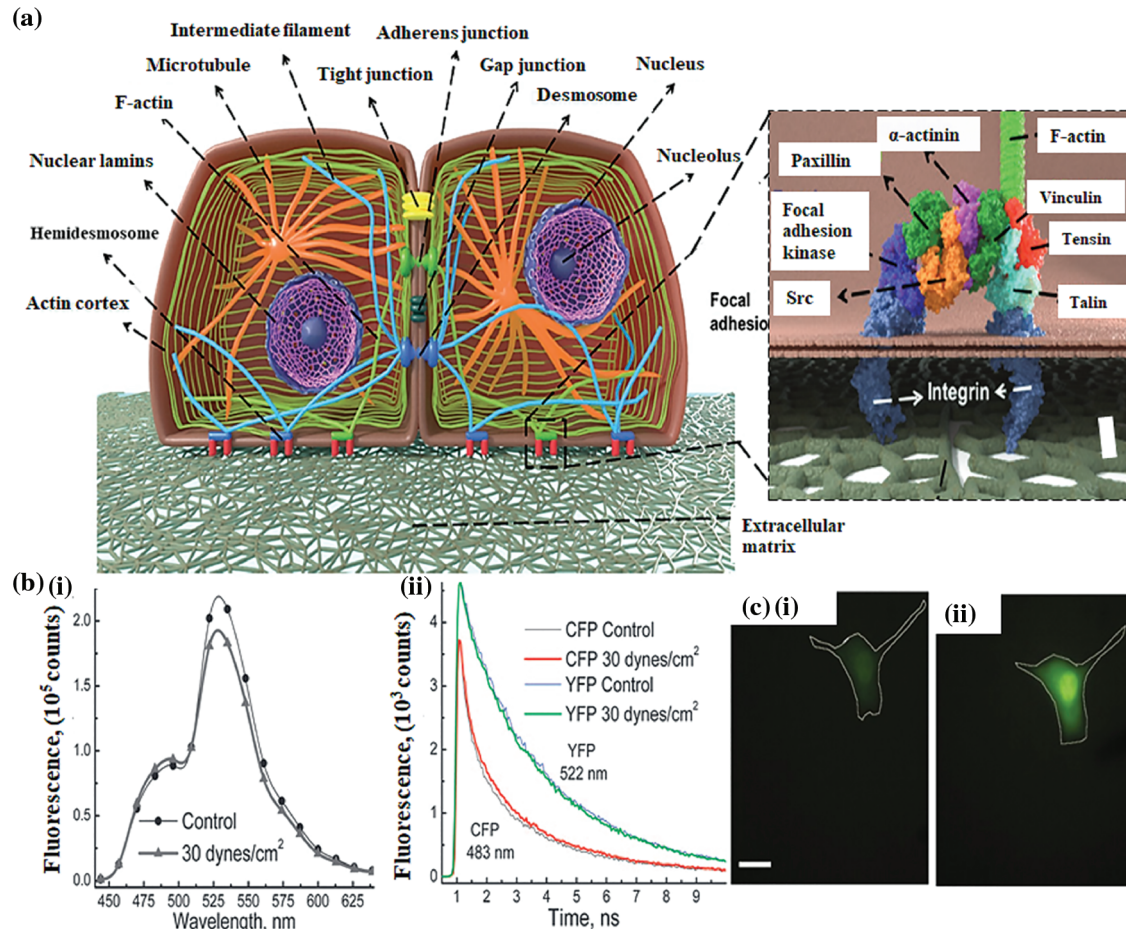 (a)
Intermediate filament
Adherens junction
Microtubule
Tight junction
Gap junction
Nucleus
F-actin
Desmosome
Nuclear lamins
Nucleolus
Hemidesmosome
Actin cortex
Focal
adhesion
α-actinin
F-actin
Paxillin
Vinculin
Focal
adhesion
kinase
Tensin
Src
Talin
Integrin
Extracellular
matrix
(b) (i)
Fluorescence, (10⁵ counts)
2.0
1.5
1.0
0.5
0.0
Control
30 dynes/cm²
450 475 500 525 550 575 600 625
Wavelength, nm
(ii)
Fluorescence, (10³ counts)
4
3
2
1
0
CFP Control
CFP 30 dynes/cm²
YFP Control
YFP 30 dynes/cm²
YFP
522 nm
CFP
483 nm
1 2 3 4 5 6 7 8 9
Time, ns
(c) (i)
(ii)